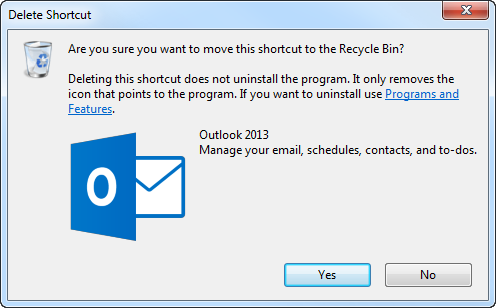 Delete Shortcut
Are you sure you want to move this shortcut to the Recycle Bin?
Deleting this shortcut does not uninstall the program. It only removes the
icon that points to the program. If you want to uninstall use Programs and
Features.
O
Outlook 2013
Manage your email, schedules, contacts, and to-dos.
Yes
No